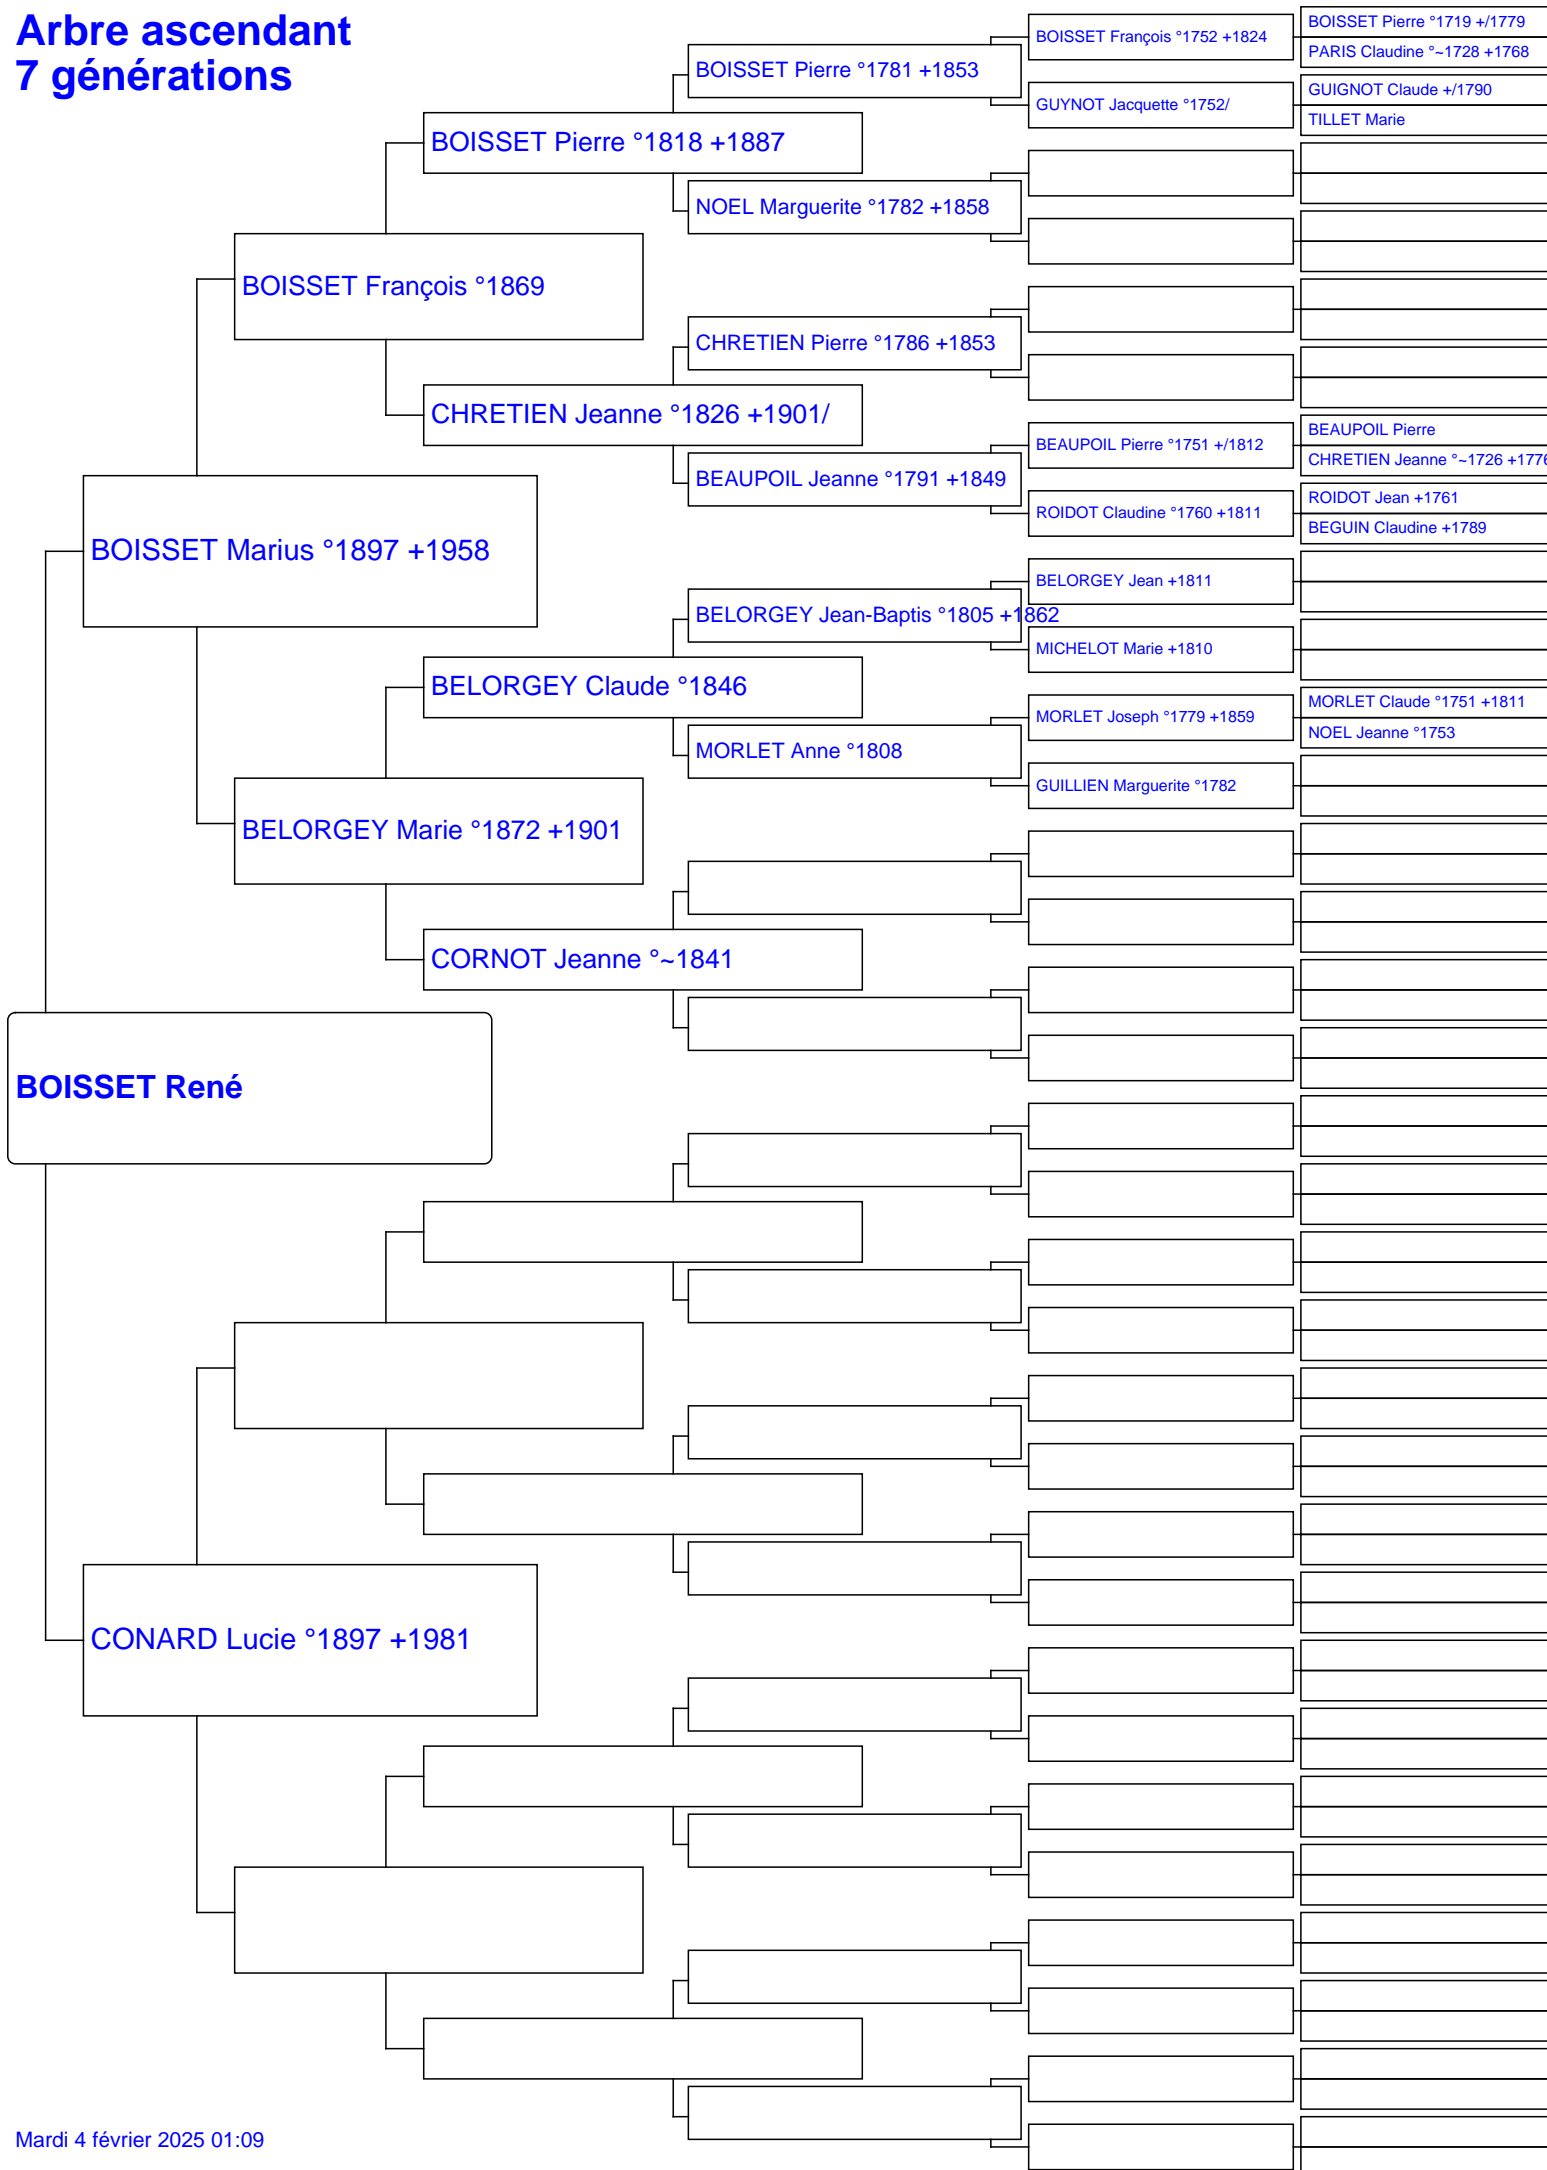 Arbre ascendant
7 générations
BOISSET René
BOISSET Marius °1897 +1958
CONARD Lucie °1897 +1981
BOISSET François °1869
BELORGEY Marie °1872 +1901
BOISSET Pierre °1818 +1887
CHRETIEN Jeanne °1826 +1901/
BELORGEY Claude °1846
CORNOT Jeanne °~1841
BOISSET Pierre °1781 +1853
NOEL Marguerite °1782 +1858
CHRETIEN Pierre °1786 +1853
BEAUPOIL Jeanne °1791 +1849
BELORGEY Jean-Baptis °1805 +1862
MORLET Anne °1808
BOISSET François °1752 +1824
GUYNOT Jacquette °1752/
BEAUPOIL Pierre °1751 +/1812
ROIDOT Claudine °1760 +1811
BELORGEY Jean +1811
MICHELOT Marie +1810
MORLET Joseph °1779 +1859
GUILLIEN Marguerite °1782
BOISSET Pierre °1719 +/1779
PARIS Claudine °~1728 +1768
GUIGNOT Claude +/1790
TILLET Marie
BEAUPOIL Pierre
CHRETIEN Jeanne °~1726 +1776
ROIDOT Jean +1761
BEGUIN Claudine +1789
MORLET Claude °1751 +1811
NOEL Jeanne °1753
Mardi 4 février 2025 01:09